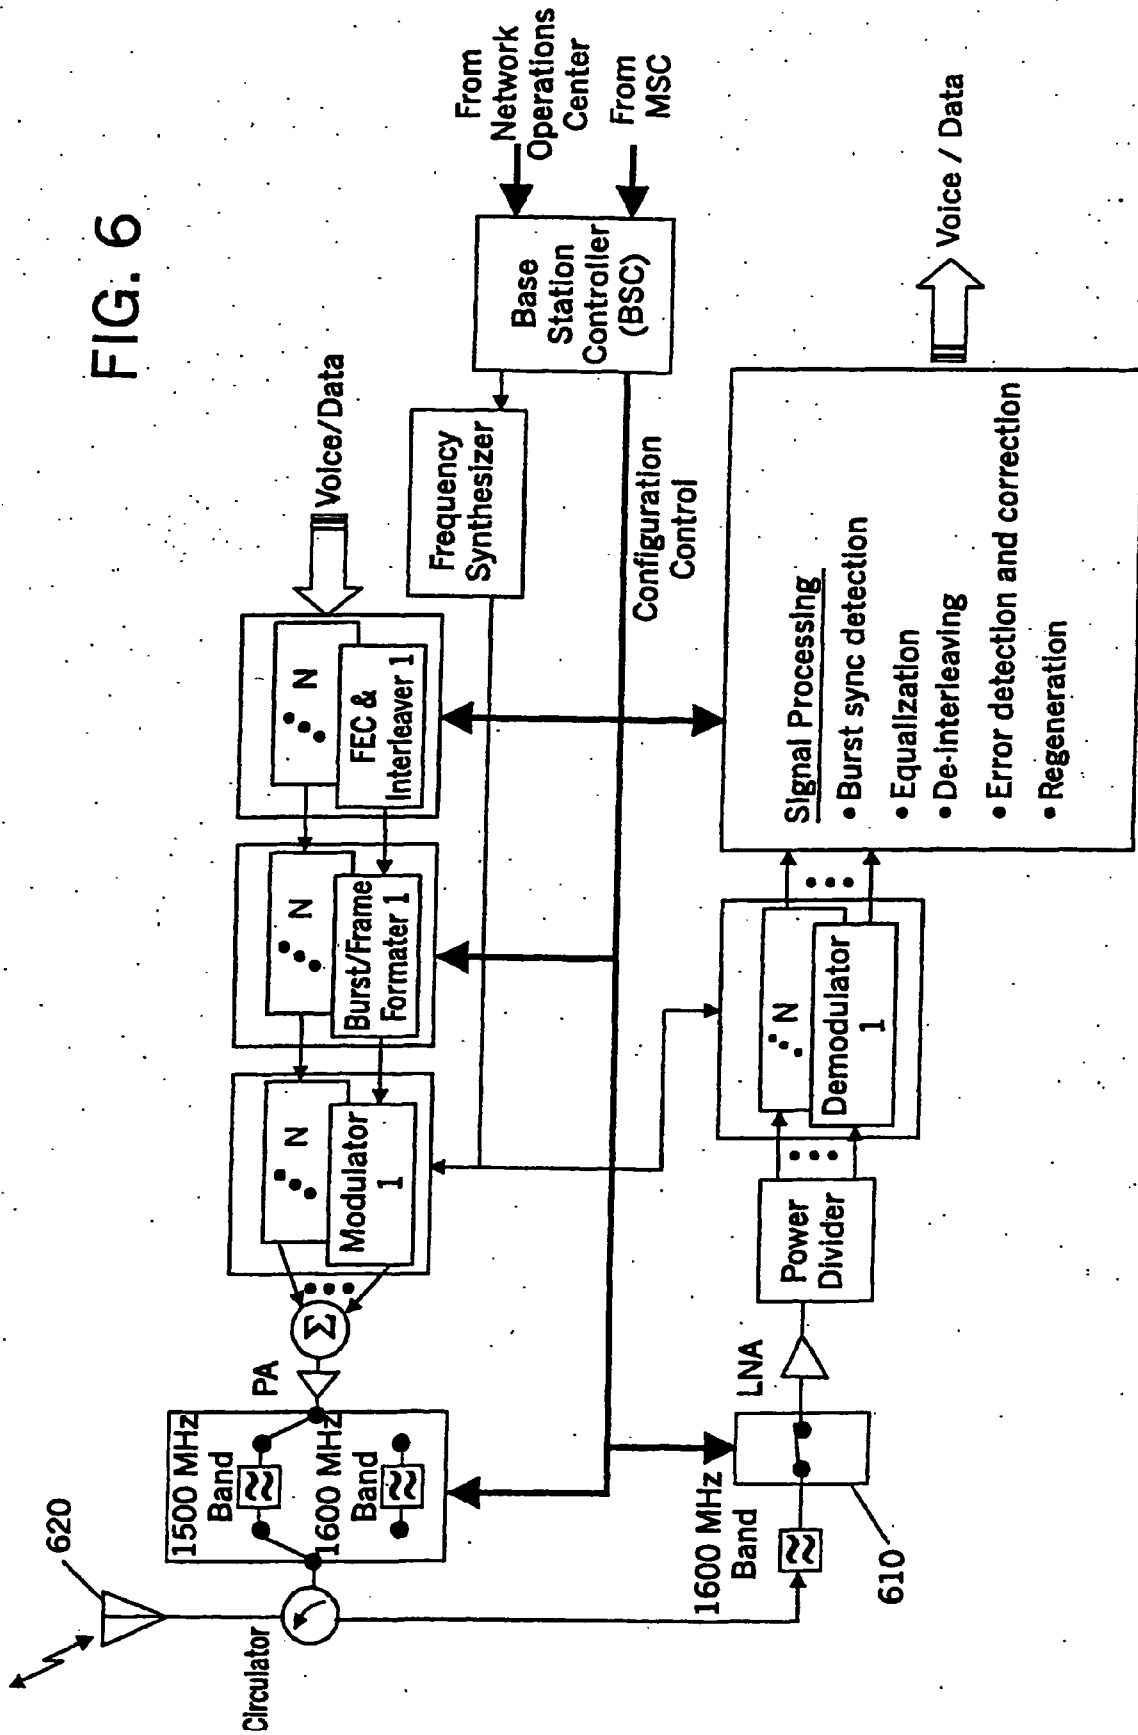 FIG. 6
620
Circulator
1500 MHz
Band
1600 MHz
Band
PA
Σ
N
Modulator
1
N
Burst/Frame
Formater 1
N
FEC &
Interleaver 1
Voice/Data
Frequency
Synthesizer
Base
Station
Controller
(BSC)
From
Network
Operations
Center
From
MSC
Configuration
Control
1600 MHz
Band
610
LNA
Power
Divider
N
Demodulator
1
Signal Processing
• Burst sync detection
• Equalization
• De-interleaving
• Error detection and correction
• Regeneration
Voice / Data